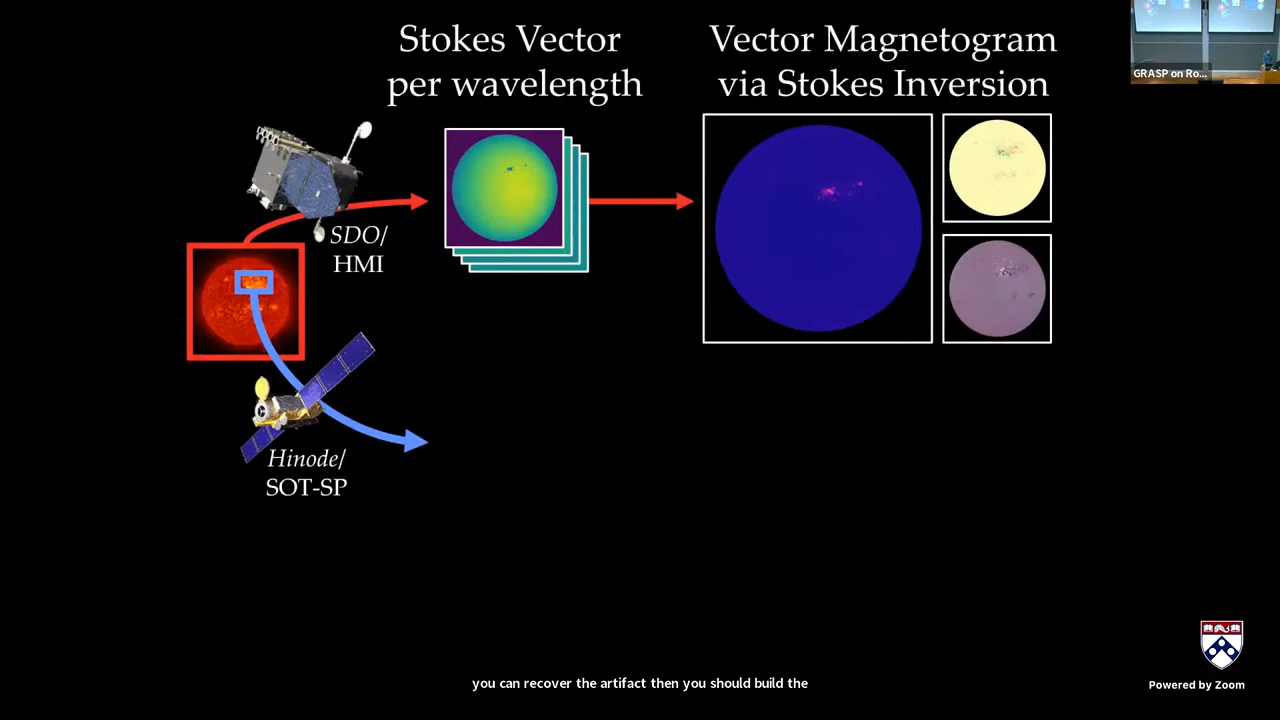 Stokes Vector
per wavelength
Vector Magnetogram
via Stokes Inversion
GRASP on Ro...
SDO/
HMI
Hinode/
SOT-SP
you can recover the artifact then you should build the
Powered by Zoom